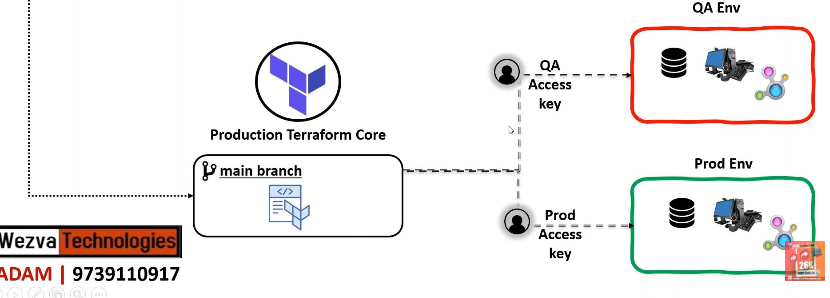 QA Env
QA
Access
key
Production Terraform Core
main branch
</>
Prod Env
Prod
Access
key
Wezva Technologies
ADAM | 9739110917